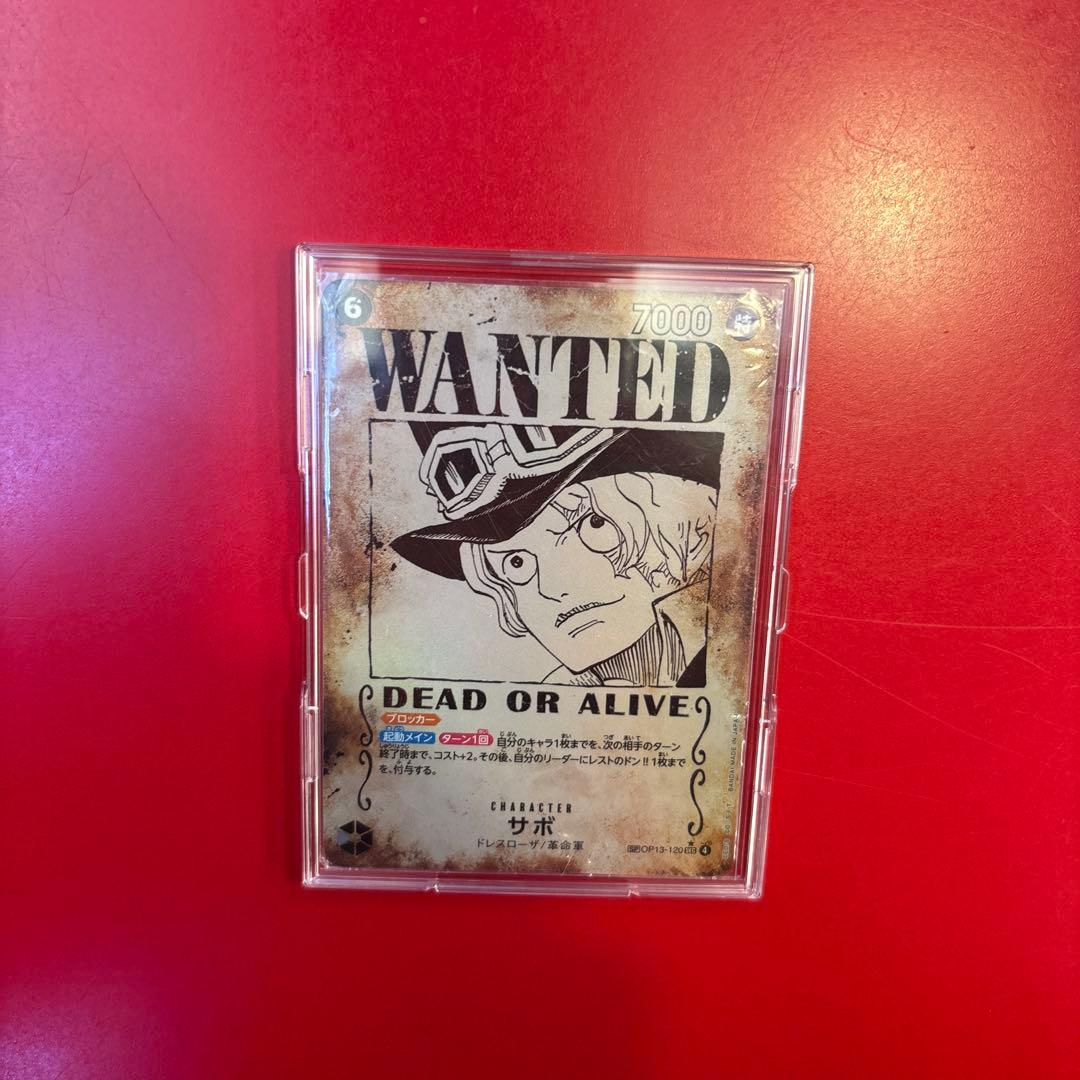 6
7000
特
WANTED
DEAD OR ALIVE
ブロッカー
起動メイン ターン1回 自分のキャラ1枚までを、次の相手のターン
終了時まで、コスト+2。その後、自分のリーダーにレストのドン!!1枚まで
を、付与する。
CHARACTER
サボ
ドレスローザ/革命軍
SP OP13-120 SEC 4
BANDAI MADE IN JAPAN